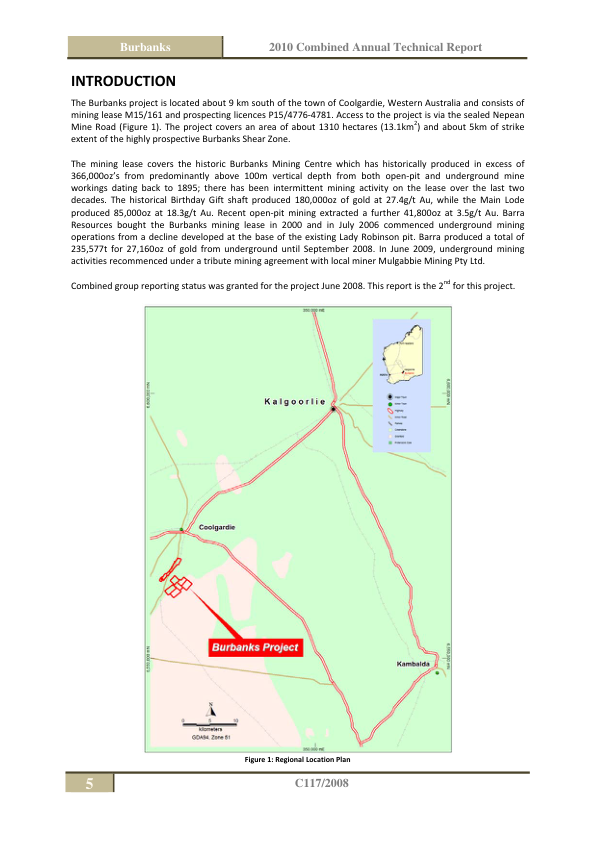 Burbanks
2010 Combined Annual Technical Report
INTRODUCTION
The Burbanks project is located about 9 km south of the town of Coolgardie, Western Australia and consists of
mining lease M15/161 and prospecting licences P15/4776-4781. Access to the project is via the sealed Nepean
Mine Road (Figure 1). The project covers an area of about 1310 hectares (13.1km2) and about 5km of strike
extent of the highly prospective Burbanks Shear Zone.
The mining lease covers the historic Burbanks Mining Centre which has historically produced in excess of
366,000oz's from predominantly above 100m vertical depth from both open-pit and underground mine
workings dating back to 1895; there has been intermittent mining activity on the lease over the last two
decades. The historical Birthday Gift shaft produced 180,000oz of gold at 27.4g/t Au, while the Main Lode
produced 85,000oz at 18.3g/t Au. Recent open-pit mining extracted a further 41,800oz at 3.5g/t Au. Barra
Resources bought the Burbanks mining lease in 2000 and in July 2006 commenced underground mining
operations from a decline developed at the base of the existing Lady Robinson pit. Barra produced a total of
235,577t for 27,160oz of gold from underground until September 2008. In June 2009, underground mining
activities recommenced under a tribute mining agreement with local miner Mulgabbie Mining Pty Ltd.
Combined group reporting status was granted for the project June 2008. This report is the 2nd for this project.
Kalgoorlie
Coolgardie
Burbanks Project
Kambalda
N
0 5 10
kilometers
GDA94, Zone 51
Figure 1: Regional Location Plan
5
C117/2008